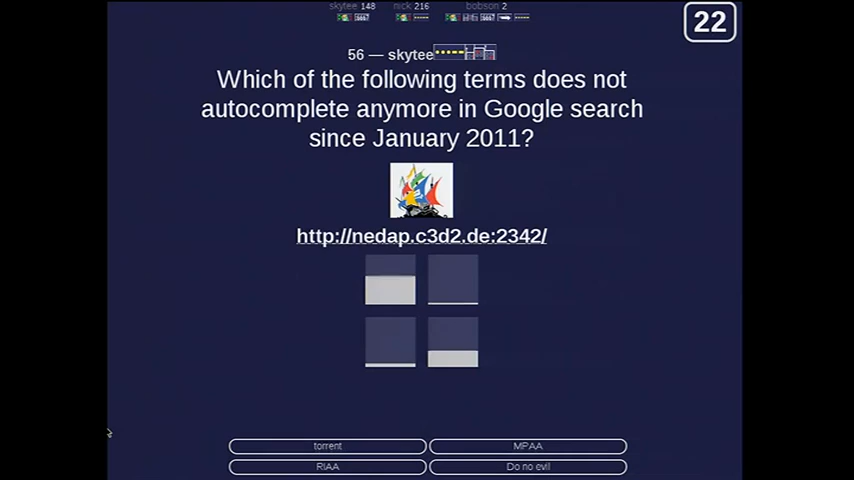 skytee 148 nick 216 bobson 2
22
56 — skytee
Which of the following terms does not
autocomplete anymore in Google search
since January 2011?
http://nedap.c3d2.de:2342/
torrent MPAA
RIAA Do no evil